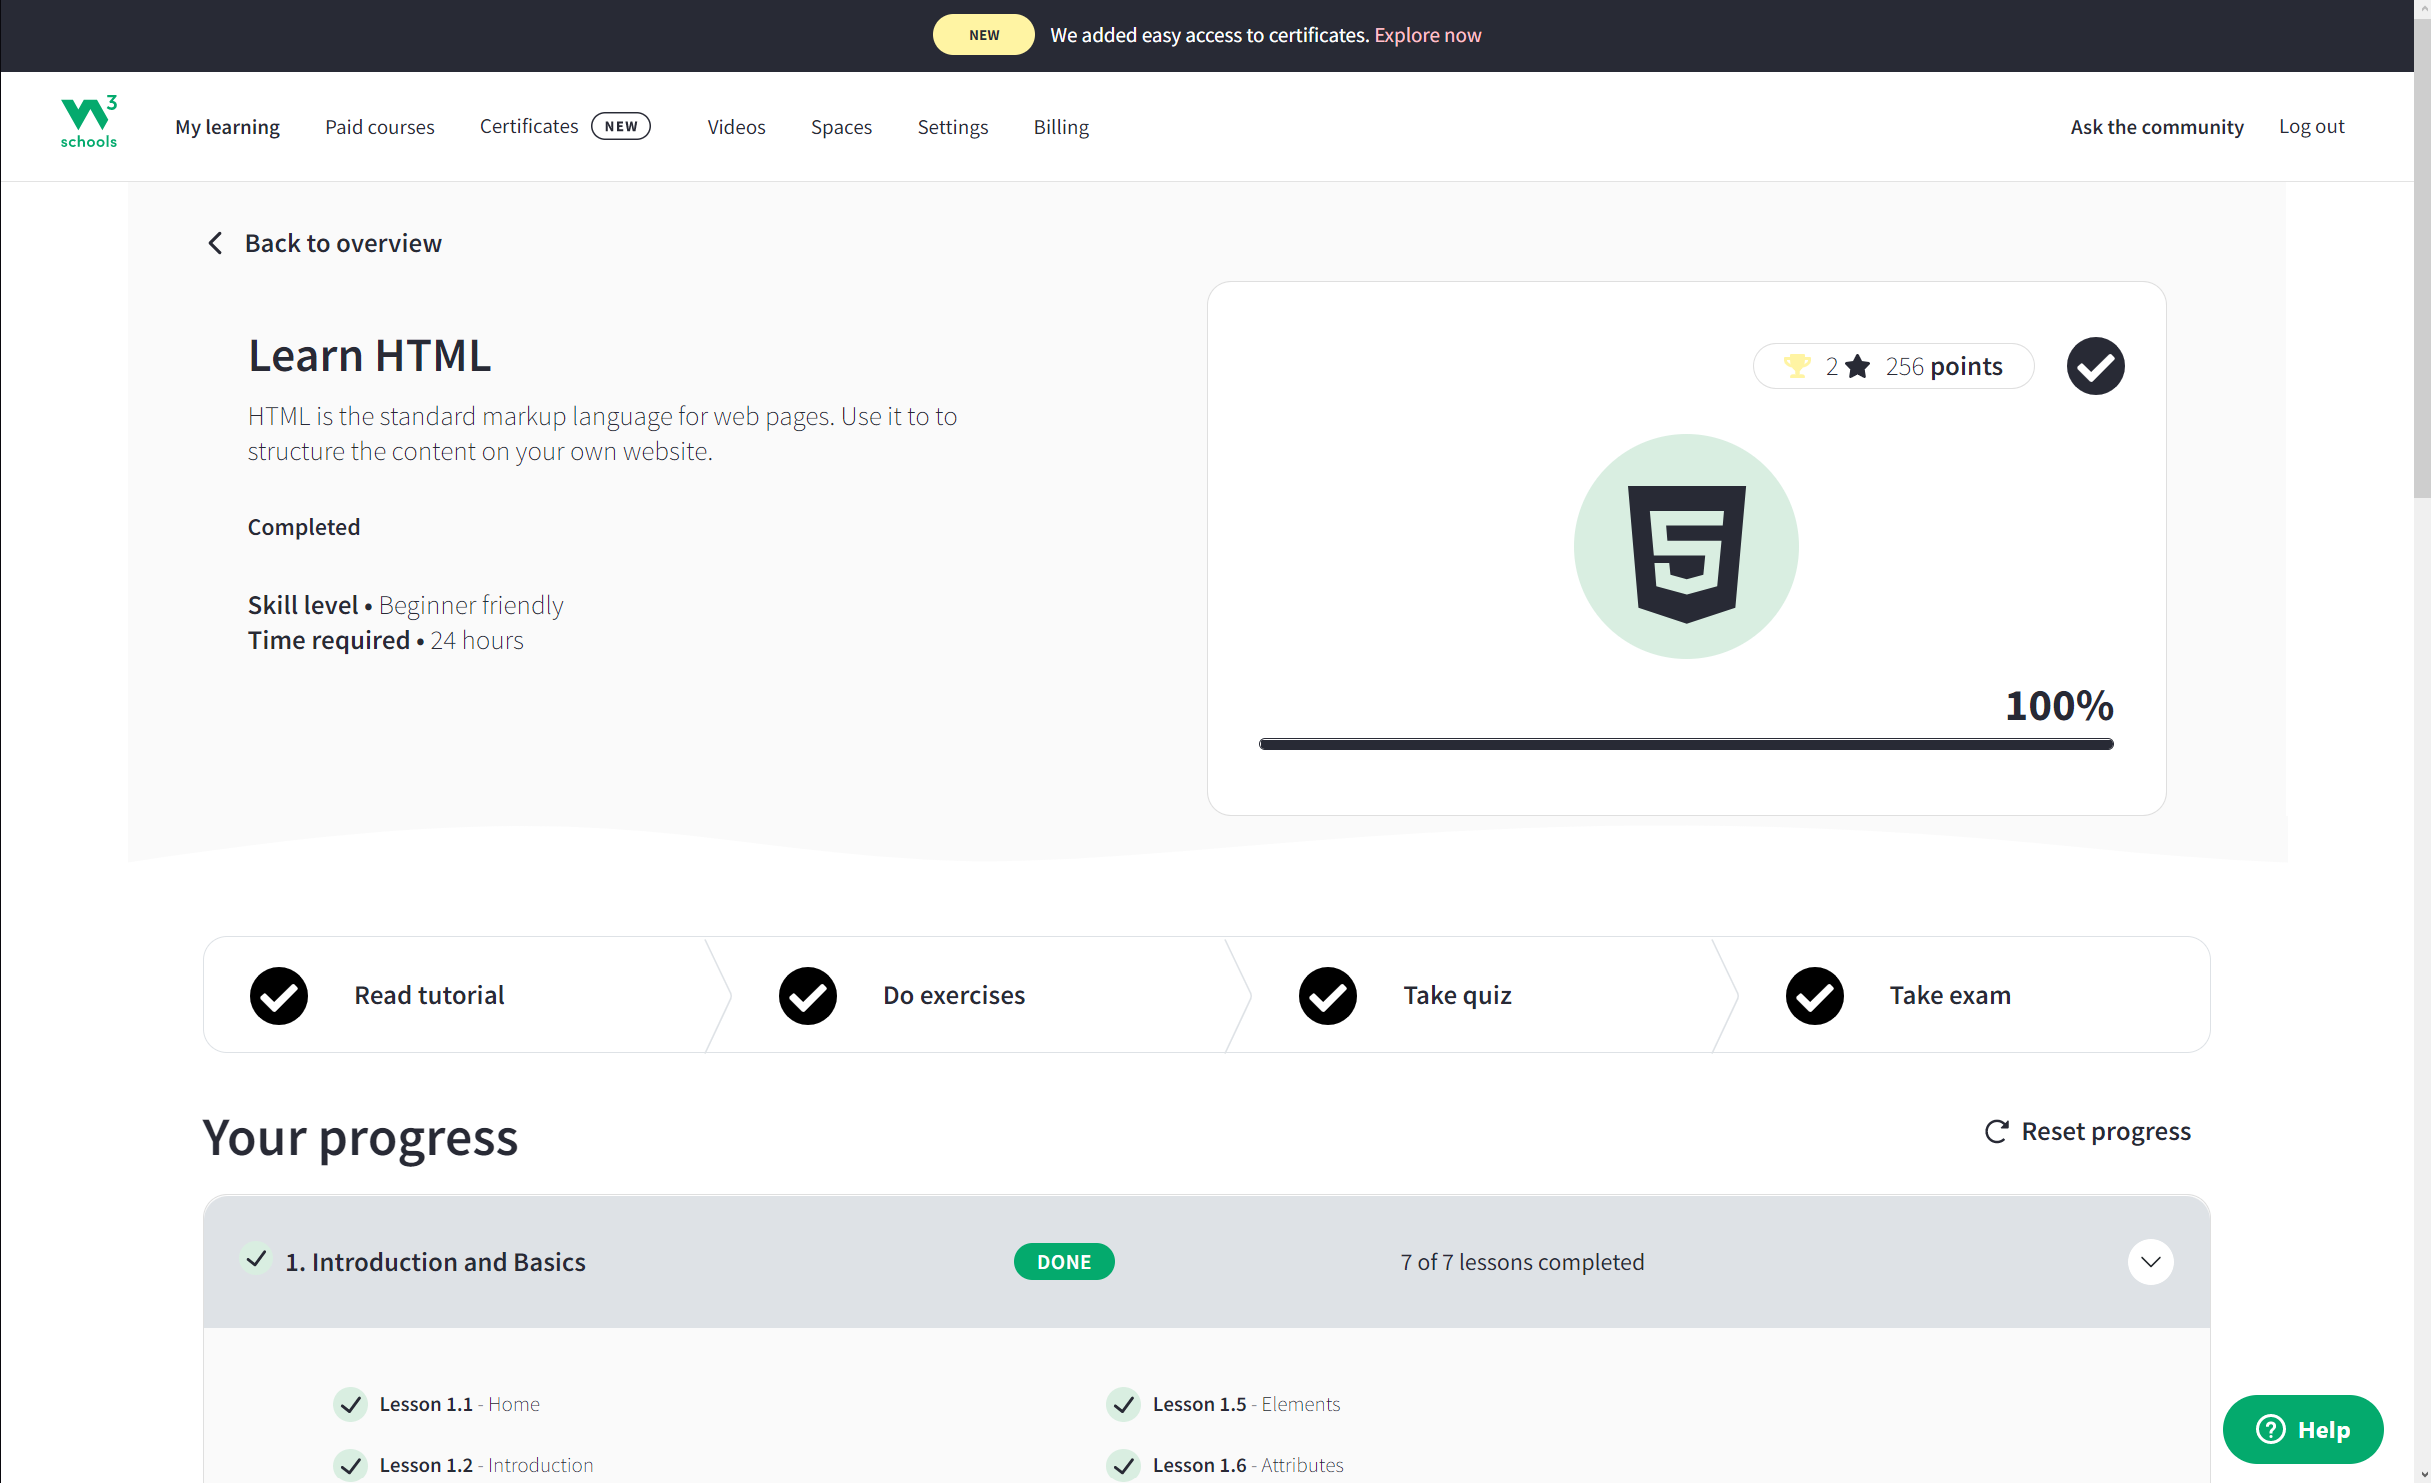 NEW We added easy access to certificates. Explore now
W3 schools
My learning Paid courses Certificates NEW Videos Spaces Settings Billing Ask the community Log out
Back to overview
Learn HTML
HTML is the standard markup language for web pages. Use it to to
structure the content on your own website.
Completed
Skill level • Beginner friendly
Time required • 24 hours
2 256 points
5
100%
Read tutorial Do exercises Take quiz Take exam
Your progress
Reset progress
1. Introduction and Basics DONE 7 of 7 lessons completed
Lesson 1.1 - Home
Lesson 1.5 - Elements
Lesson 1.2 - Introduction
Lesson 1.6 - Attributes
? Help